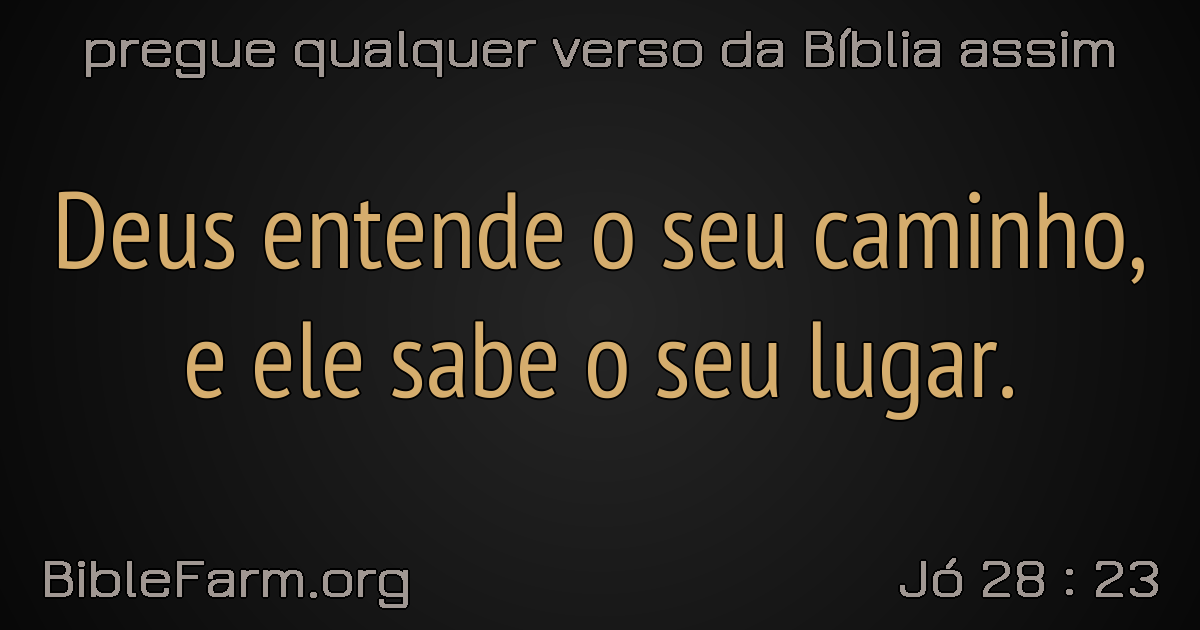 pregue qualquer verso da Bíblia assim
Deus entende o seu caminho,
e ele sabe o seu lugar.
BibleFarm.org
Jó 28 : 23